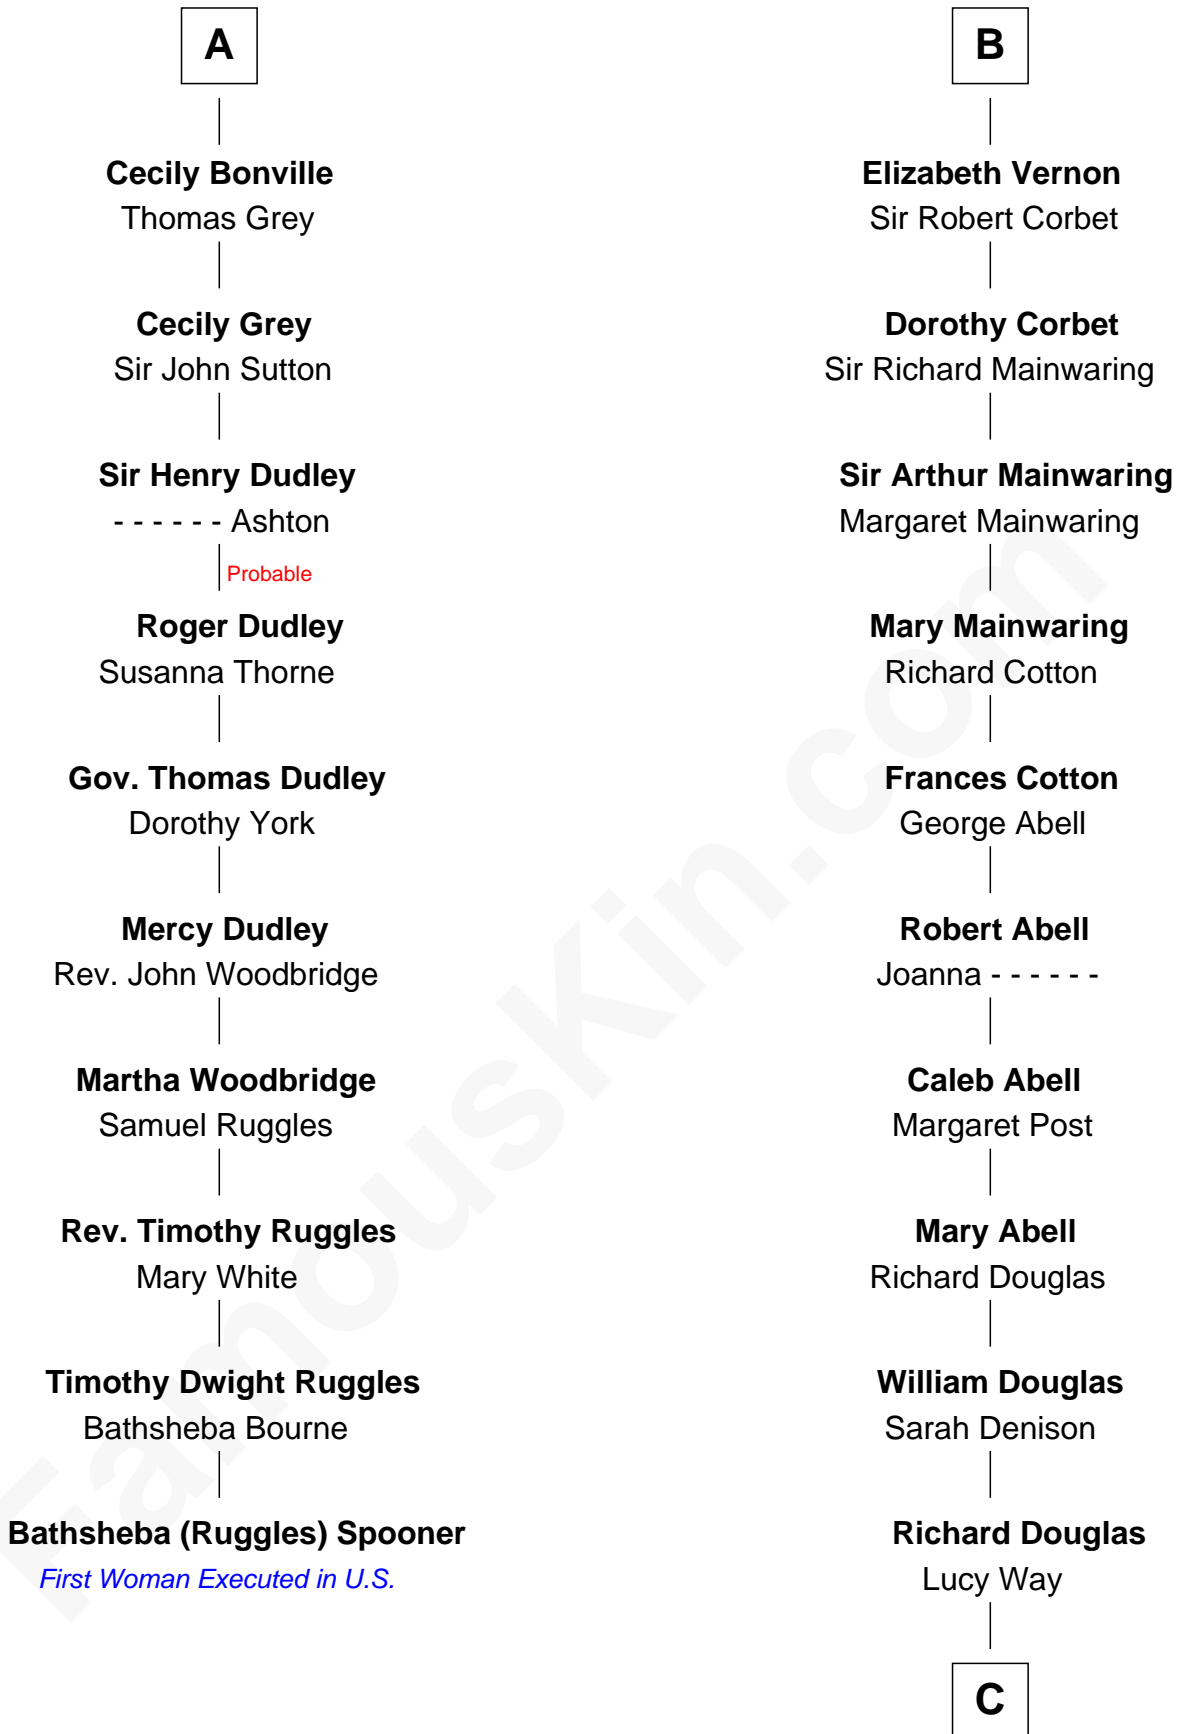 A
Cecily Bonville
Thomas Grey
Cecily Grey
Sir John Sutton
Sir Henry Dudley
- - - - - - Ashton
Probable
Roger Dudley
Susanna Thorne
Gov. Thomas Dudley
Dorothy York
Mercy Dudley
Rev. John Woodbridge
Martha Woodbridge
Samuel Ruggles
Rev. Timothy Ruggles
Mary White
Timothy Dwight Ruggles
Bathsheba Bourne
Bathsheba (Ruggles) Spooner
First Woman Executed in U.S.
B
Elizabeth Vernon
Sir Robert Corbet
Dorothy Corbet
Sir Richard Mainwaring
Sir Arthur Mainwaring
Margaret Mainwaring
Mary Mainwaring
Richard Cotton
Frances Cotton
George Abell
Robert Abell
Joanna - - - - - -
Caleb Abell
Margaret Post
Mary Abell
Richard Douglas
William Douglas
Sarah Denison
Richard Douglas
Lucy Way
C
FamousKin.com